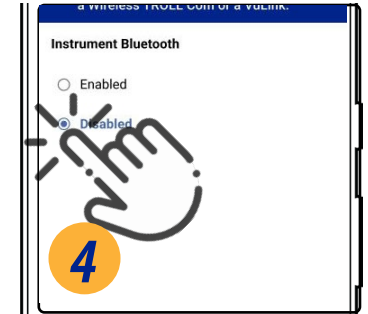 a Wireless TROLL Com or a VuLink.
Instrument Bluetooth
Enabled
Disabled
4